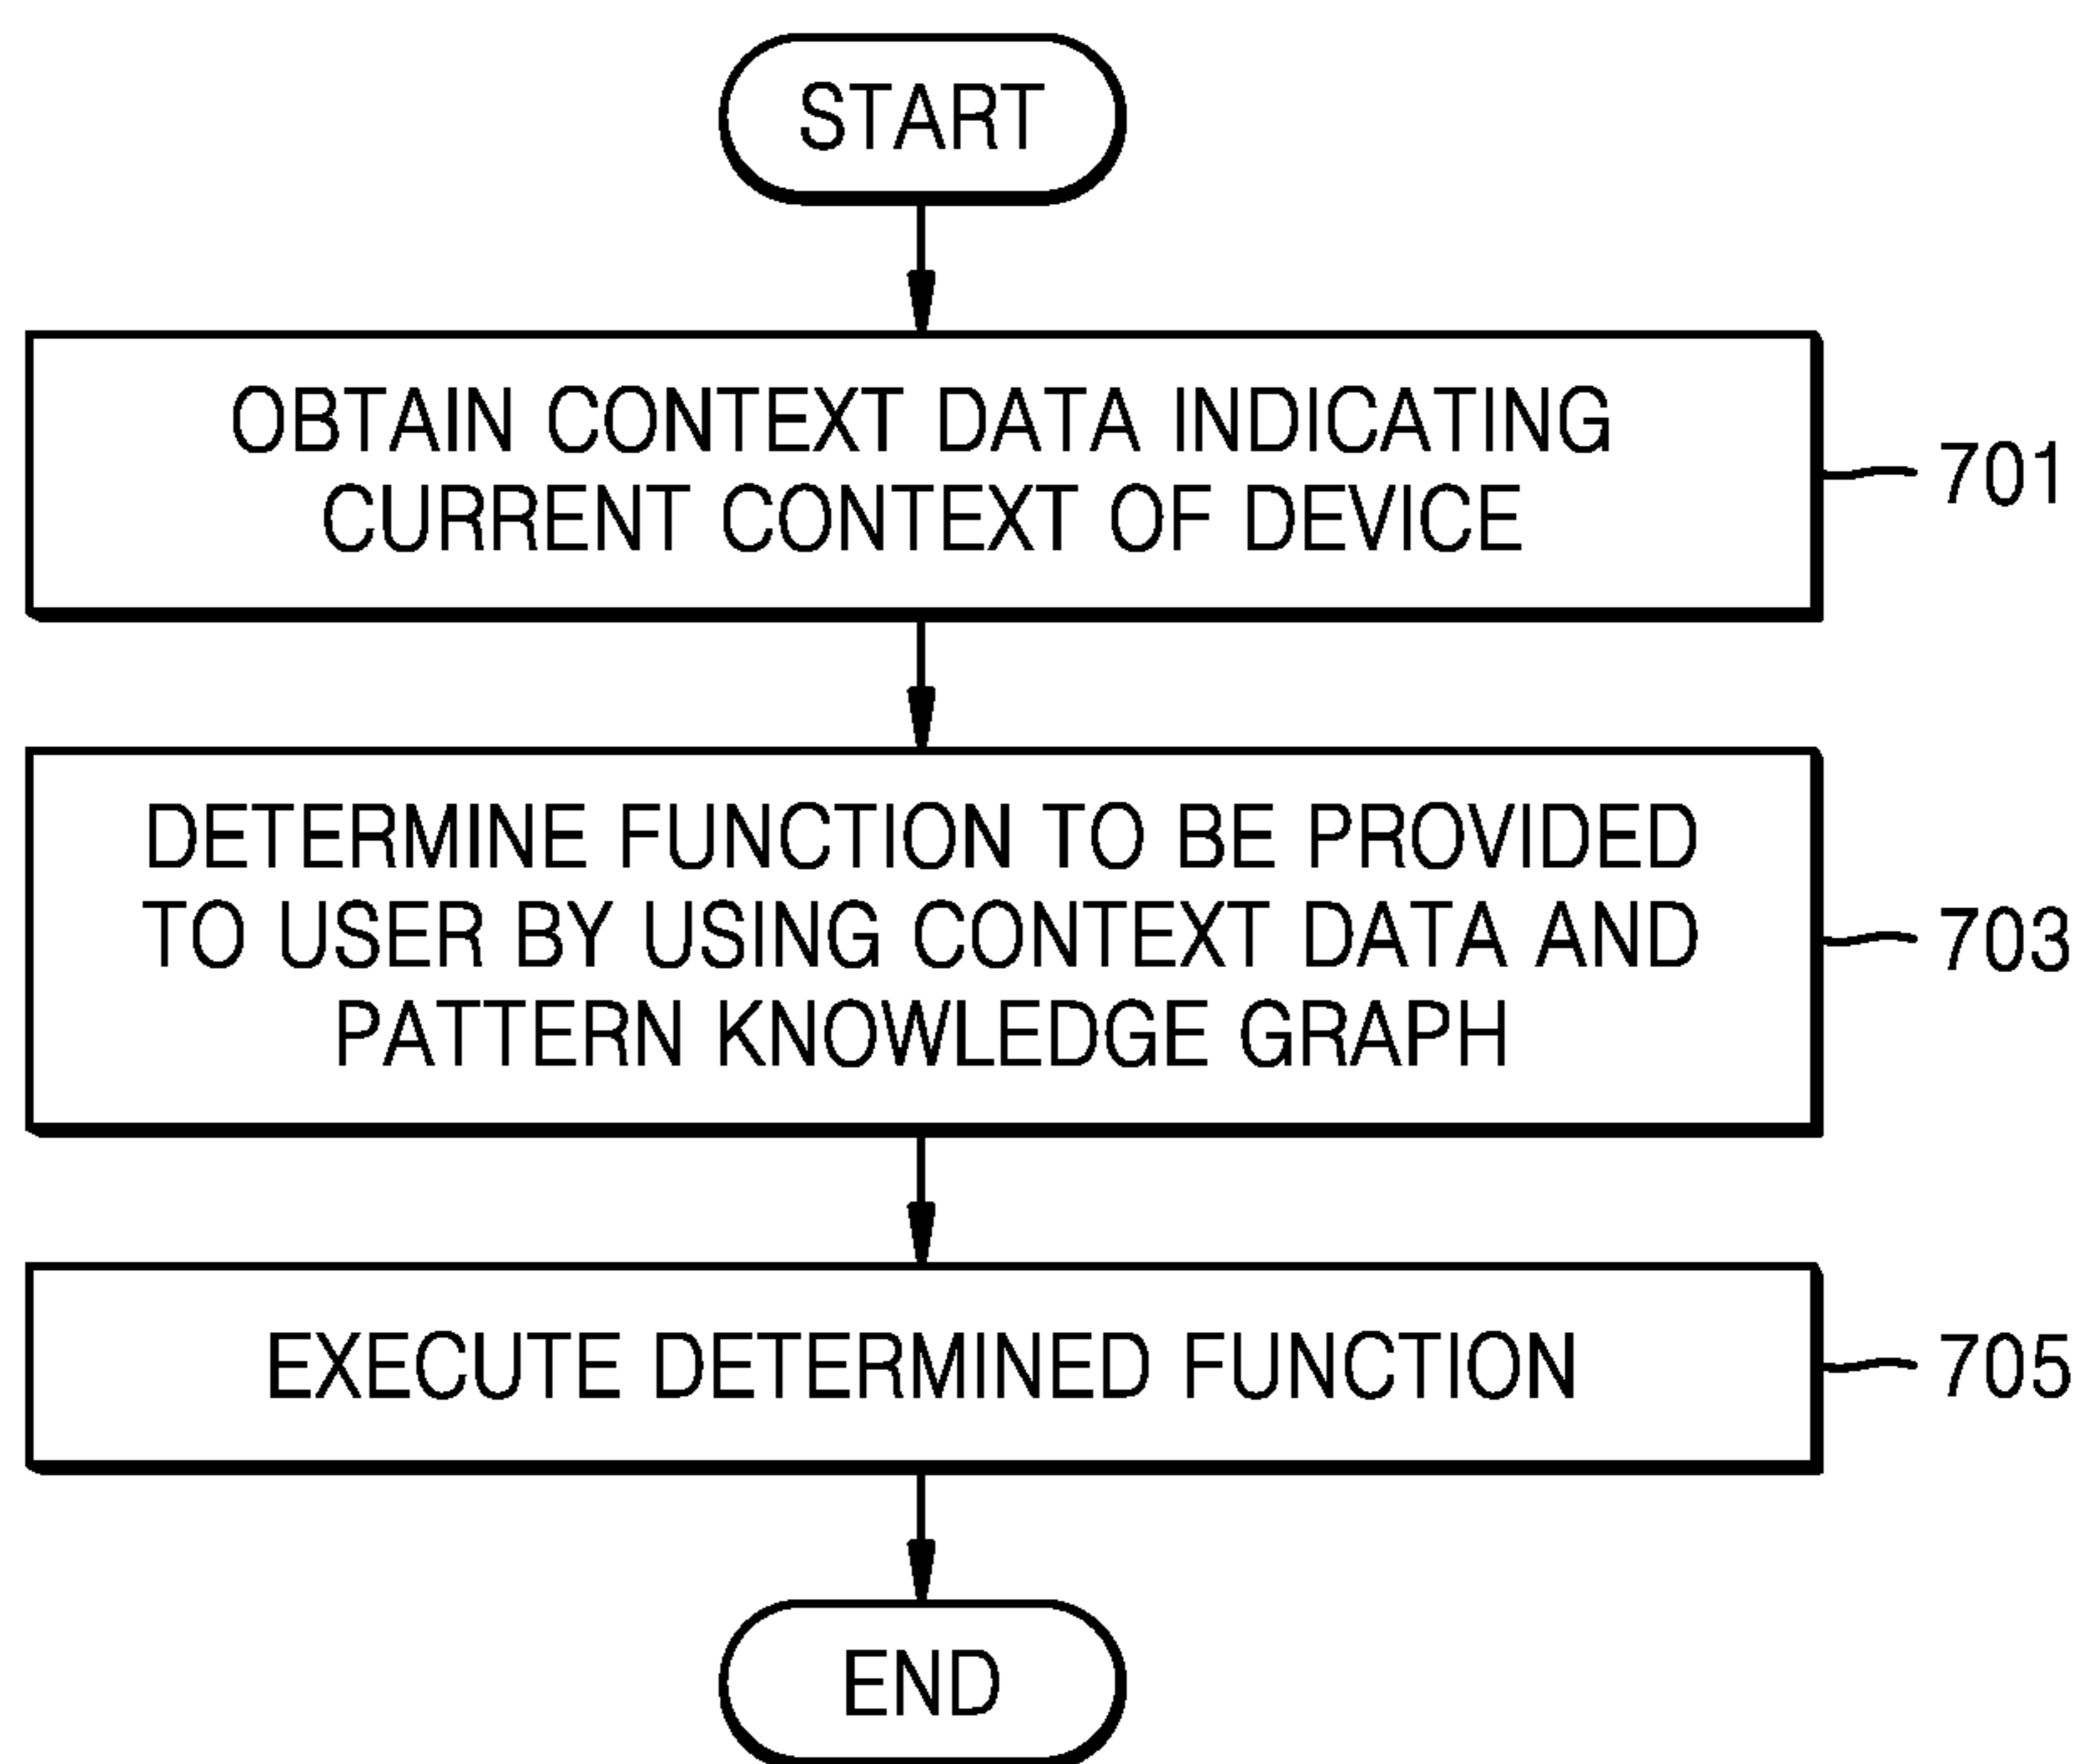 START
OBTAIN CONTEXT DATA INDICATING
CURRENT CONTEXT OF DEVICE
701
DETERMINE FUNCTION TO BE PROVIDED
TO USER BY USING CONTEXT DATA AND
PATTERN KNOWLEDGE GRAPH
703
EXECUTE DETERMINED FUNCTION
705
END